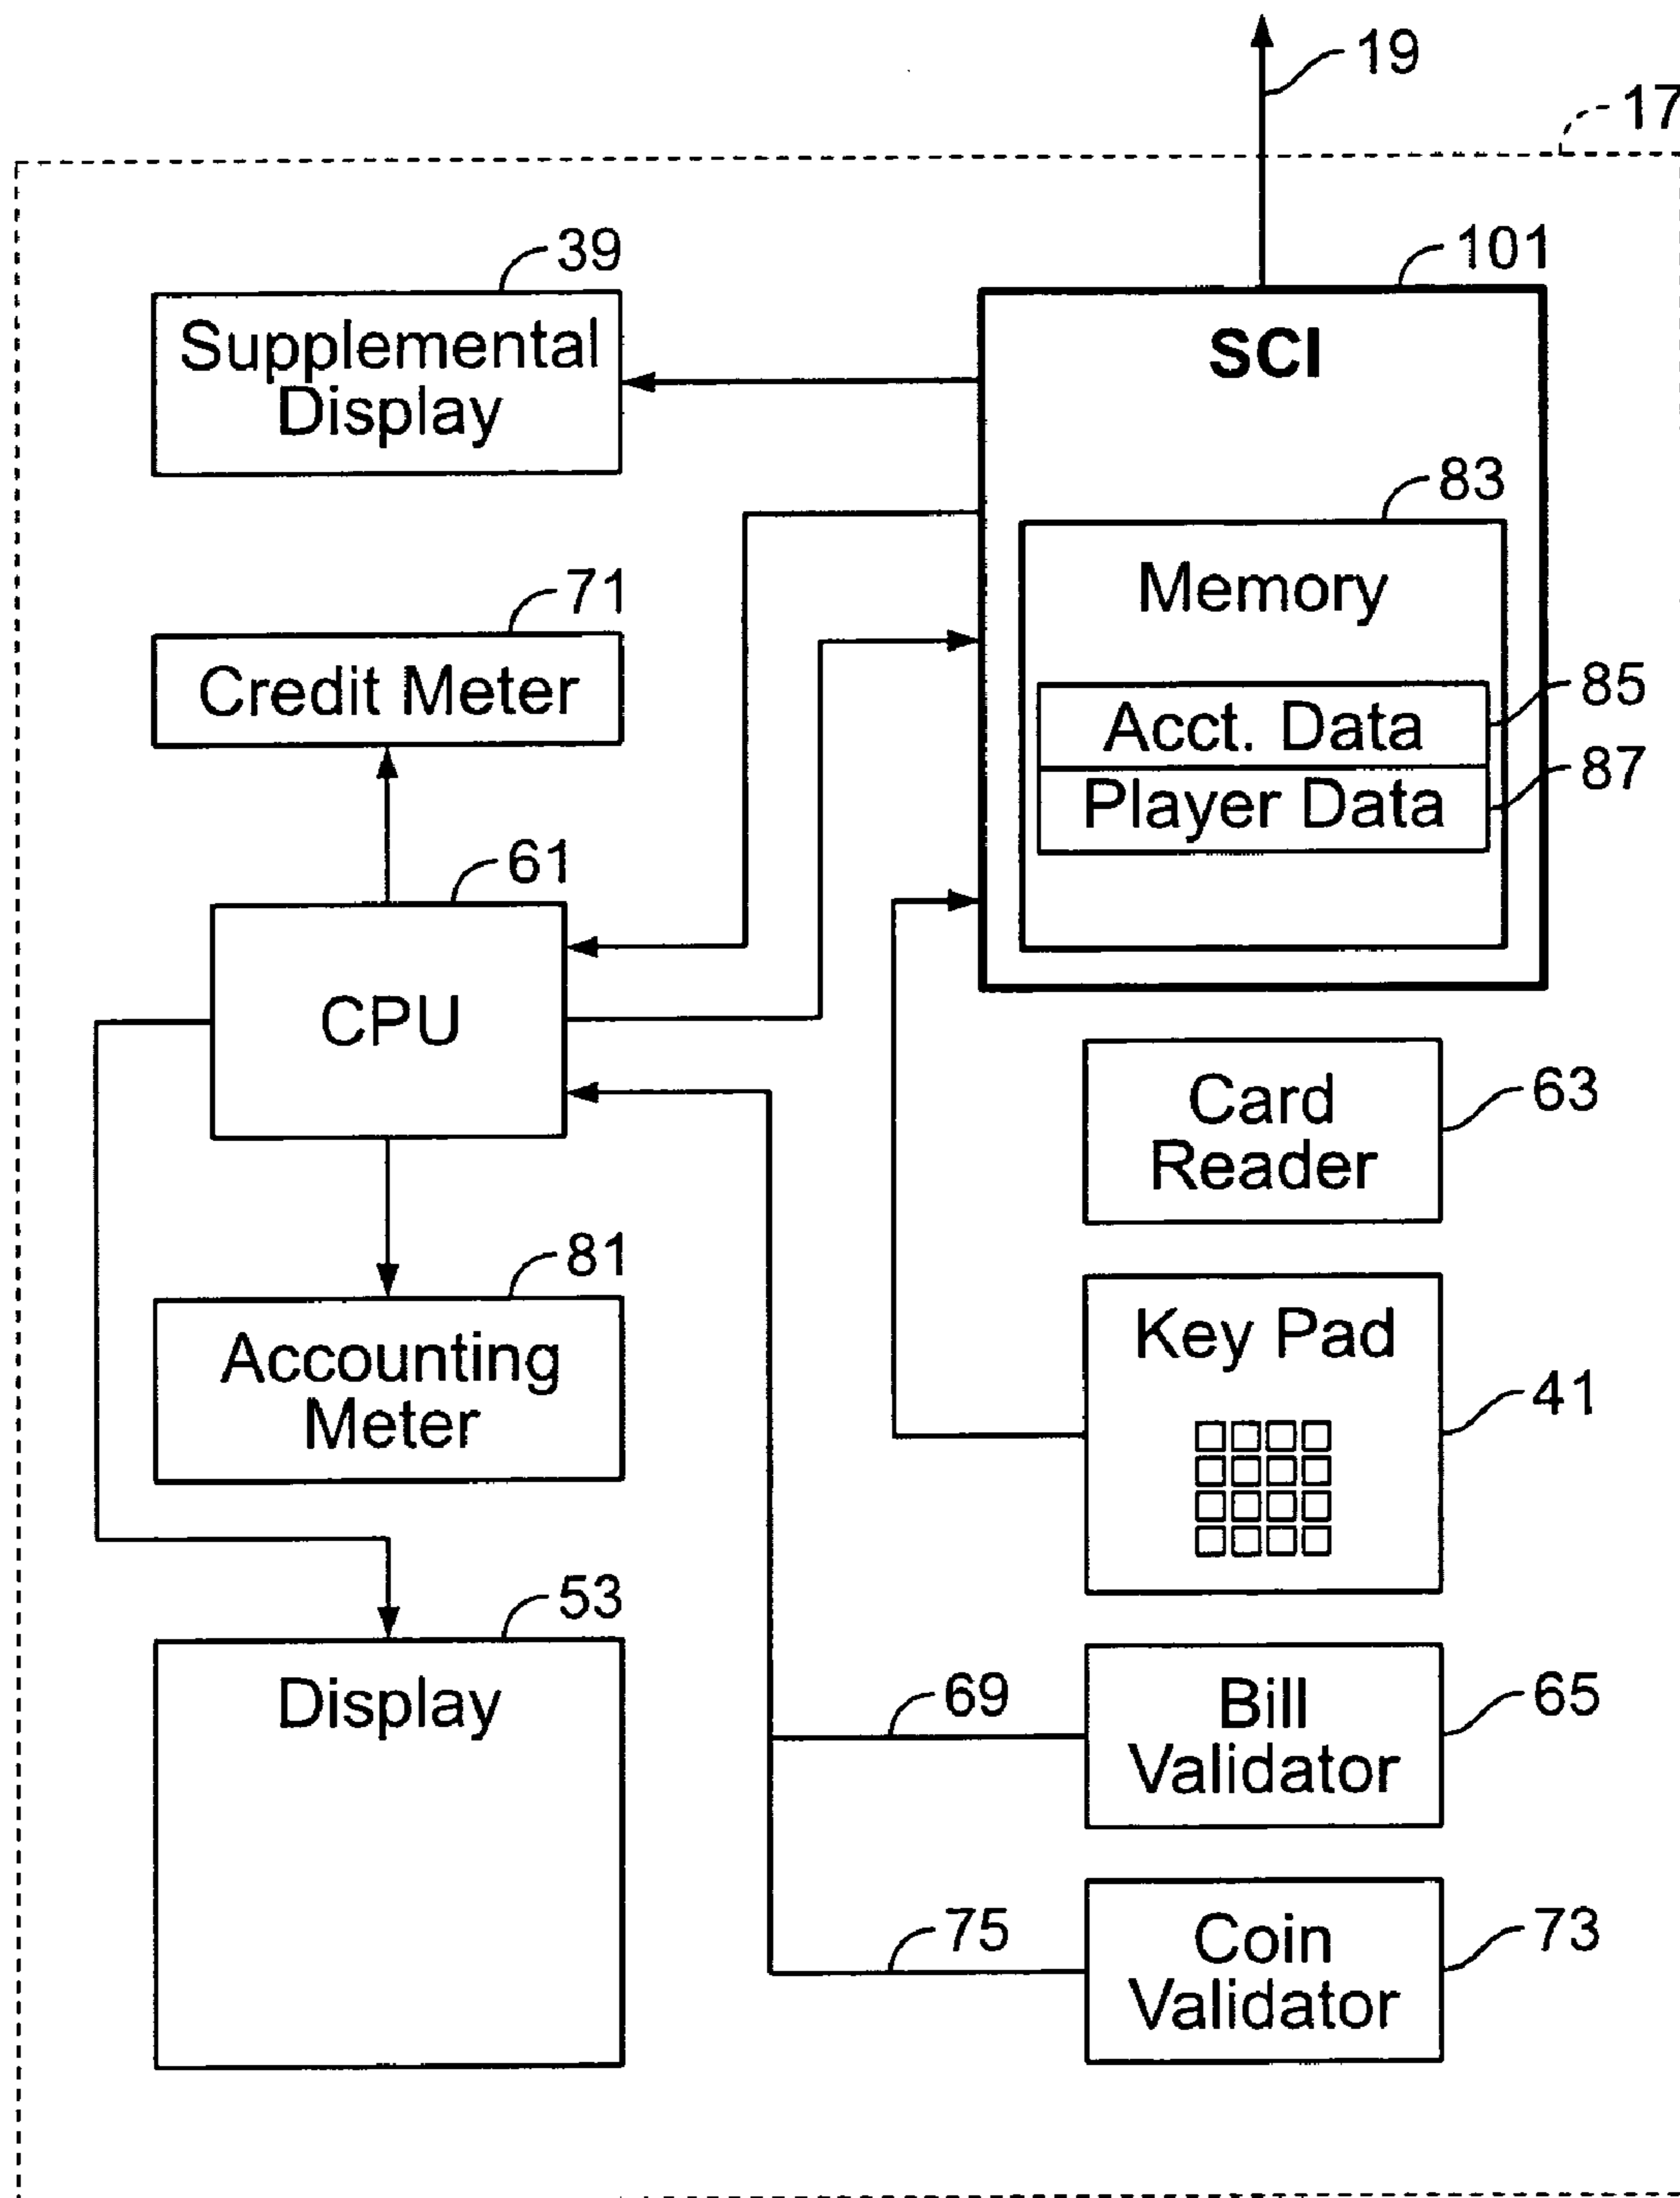 19
17
39
Supplemental
Display
101
SCI
83
Memory
85
Acct. Data
87
Player Data
71
Credit Meter
61
CPU
63
Card
Reader
81
Accounting
Meter
Key Pad
41
53
Display
69
Bill
Validator
65
75
Coin
Validator
73